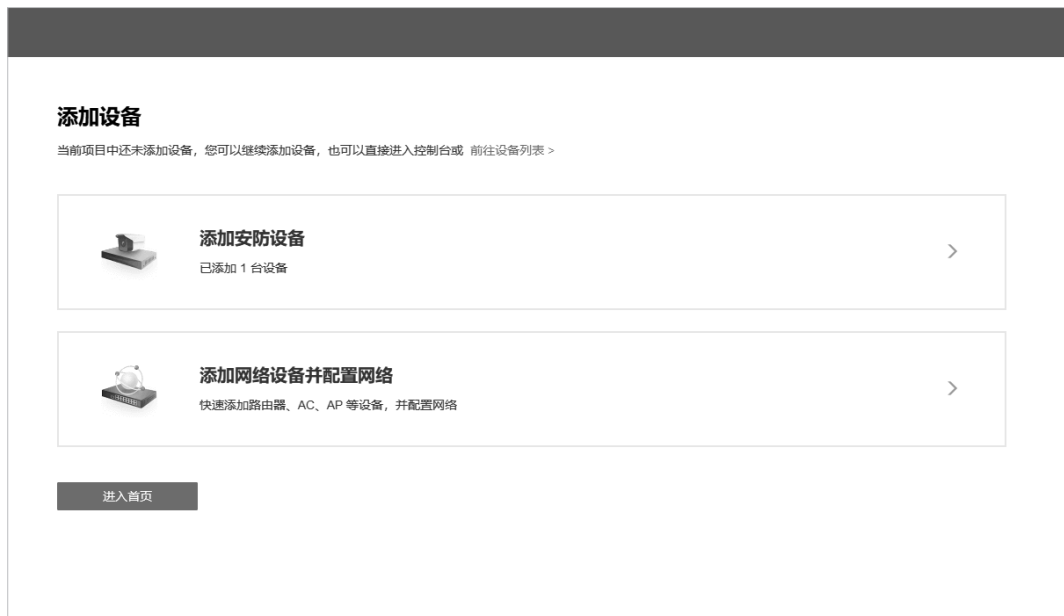 添加设备
当前项目中还未添加设备，您可以继续添加设备，也可以直接进入控制台或 前往设备列表 >
添加安防设备
已添加 1 台设备
添加网络设备并配置网络
快速添加路由器、AC、AP 等设备，并配置网络
进入首页